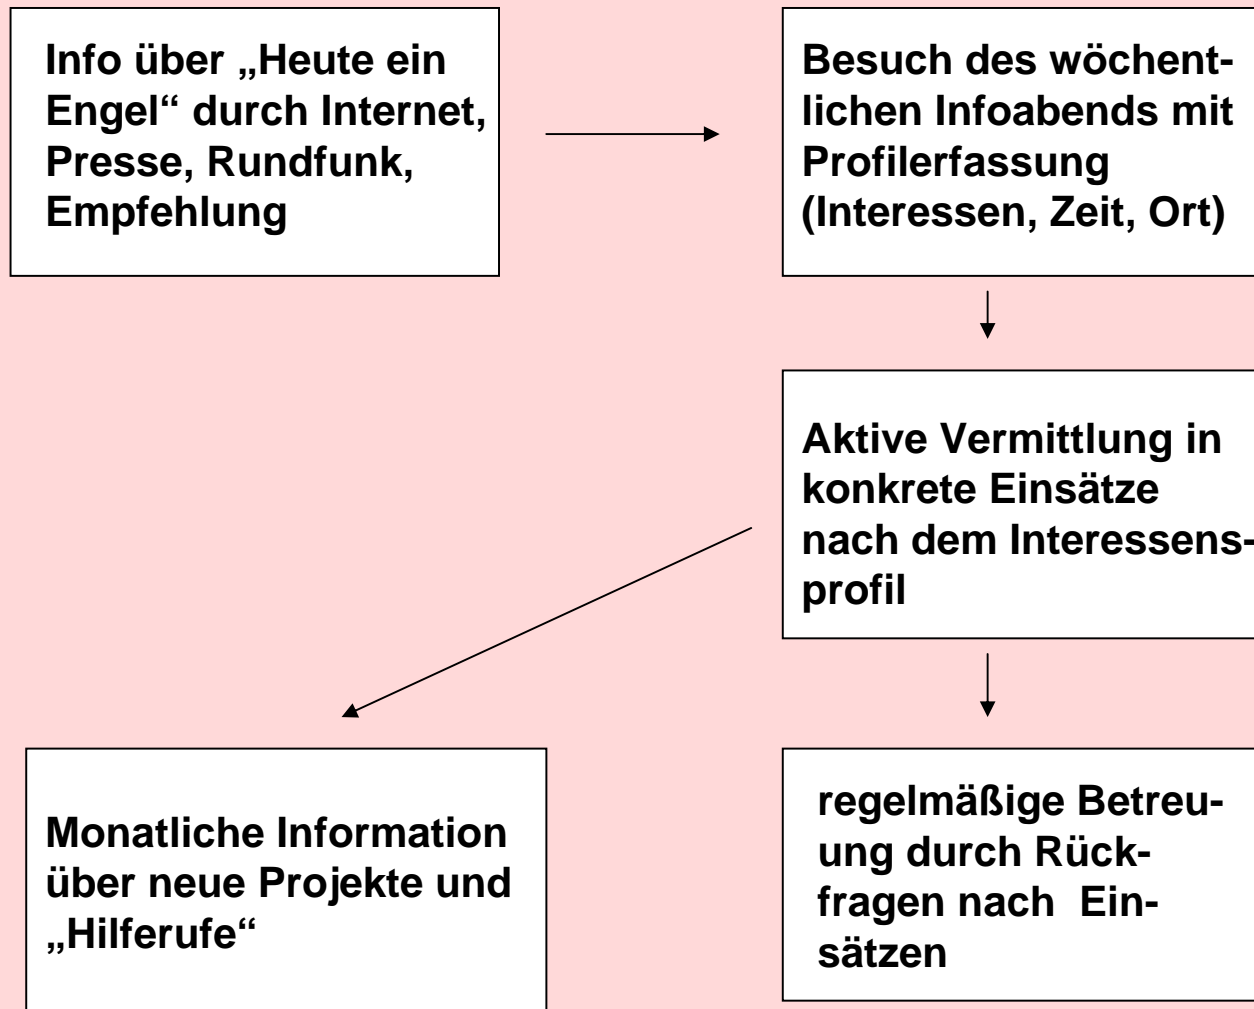 Info über „Heute ein
Engel“ durch Internet,
Presse, Rundfunk,
Empfehlung
Besuch des wöchent-
lichen Infoabends mit
Profilerfassung
(Interessen, Zeit, Ort)
Aktive Vermittlung in
konkrete Einsätze
nach dem Interessens-
profil
Monatliche Information
über neue Projekte und
„Hilferufe“
regelmäßige Betreu-
ung durch Rück-
fragen nach  Ein-
sätzen